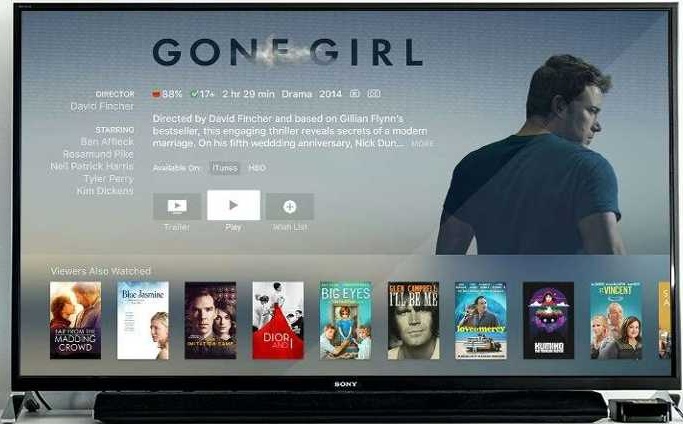 GONE GIRL
DIRECTOR
David Fincher
STARRING
Ben Affleck
Rosamund Pike
Neil Patrick Harris
Tyler Perry
Kim Dickens
88% 17+ 2 hr 29 min Drama 2014 CC
Directed by David Fincher and based on Gillian Flynn's
bestseller, this engaging thriller reveals secrets of a modern
marriage. On his fifth weddding anniversary, Nick Dun... MORE
Available On: iTunes HBO
Trailer
Play
Wish List
Viewers Also Watched
FAR FROM THE
MADDING
CROWD
Blue Jasmine
IMITATION GAME
DIOR
AND I
BIG EYES
GLEN CAMPBELL
I'LL BE ME
love&mercy
KUMIKO
ST. VINCENT
SONY